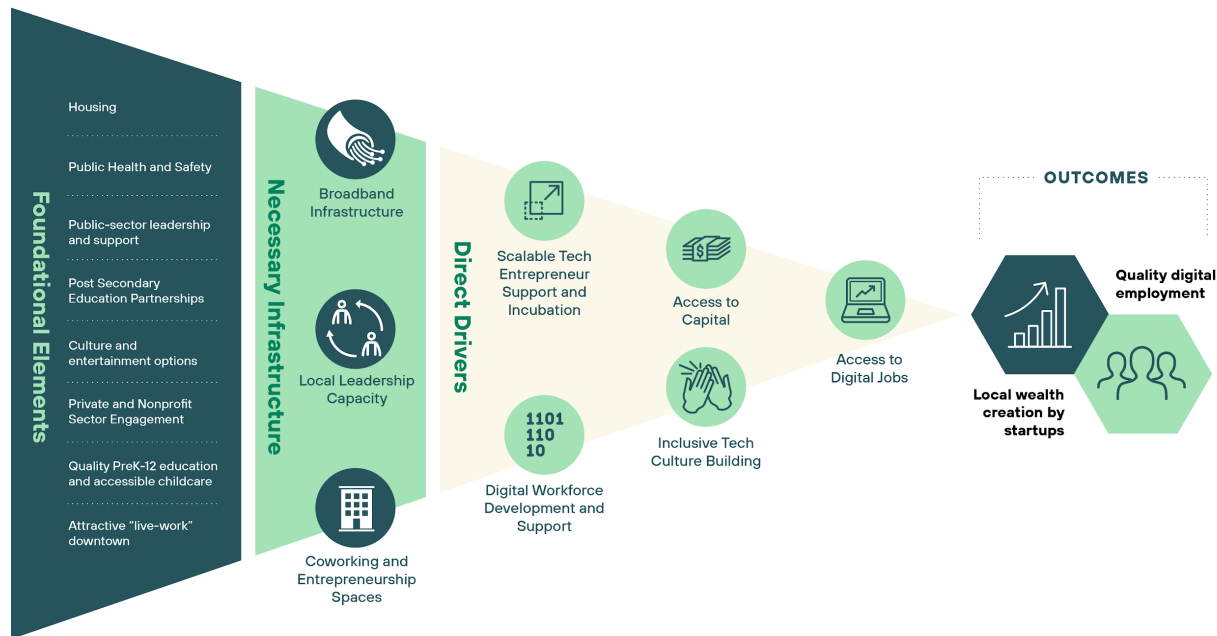 Foundational Elements
Housing
Public Health and Safety
Public-sector leadership
and support
Post Secondary
Education Partnerships
Culture and
entertainment options
Private and Nonprofit
Sector Engagement
Quality PreK-12 education
and accessible childcare
Attractive “live-work”
downtown
Necessary Infrastructure
Broadband
Infrastructure
Local Leadership
Capacity
Coworking and
Entrepreneurship
Spaces
Direct Drivers
Scalable Tech
Entrepreneur
Support and
Incubation
1101
110
10
Digital Workforce
Development and
Support
$
Access to
Capital
Inclusive Tech
Culture Building
Access to
Digital Jobs
OUTCOMES
Quality digital
employment
Local wealth
creation by
startups